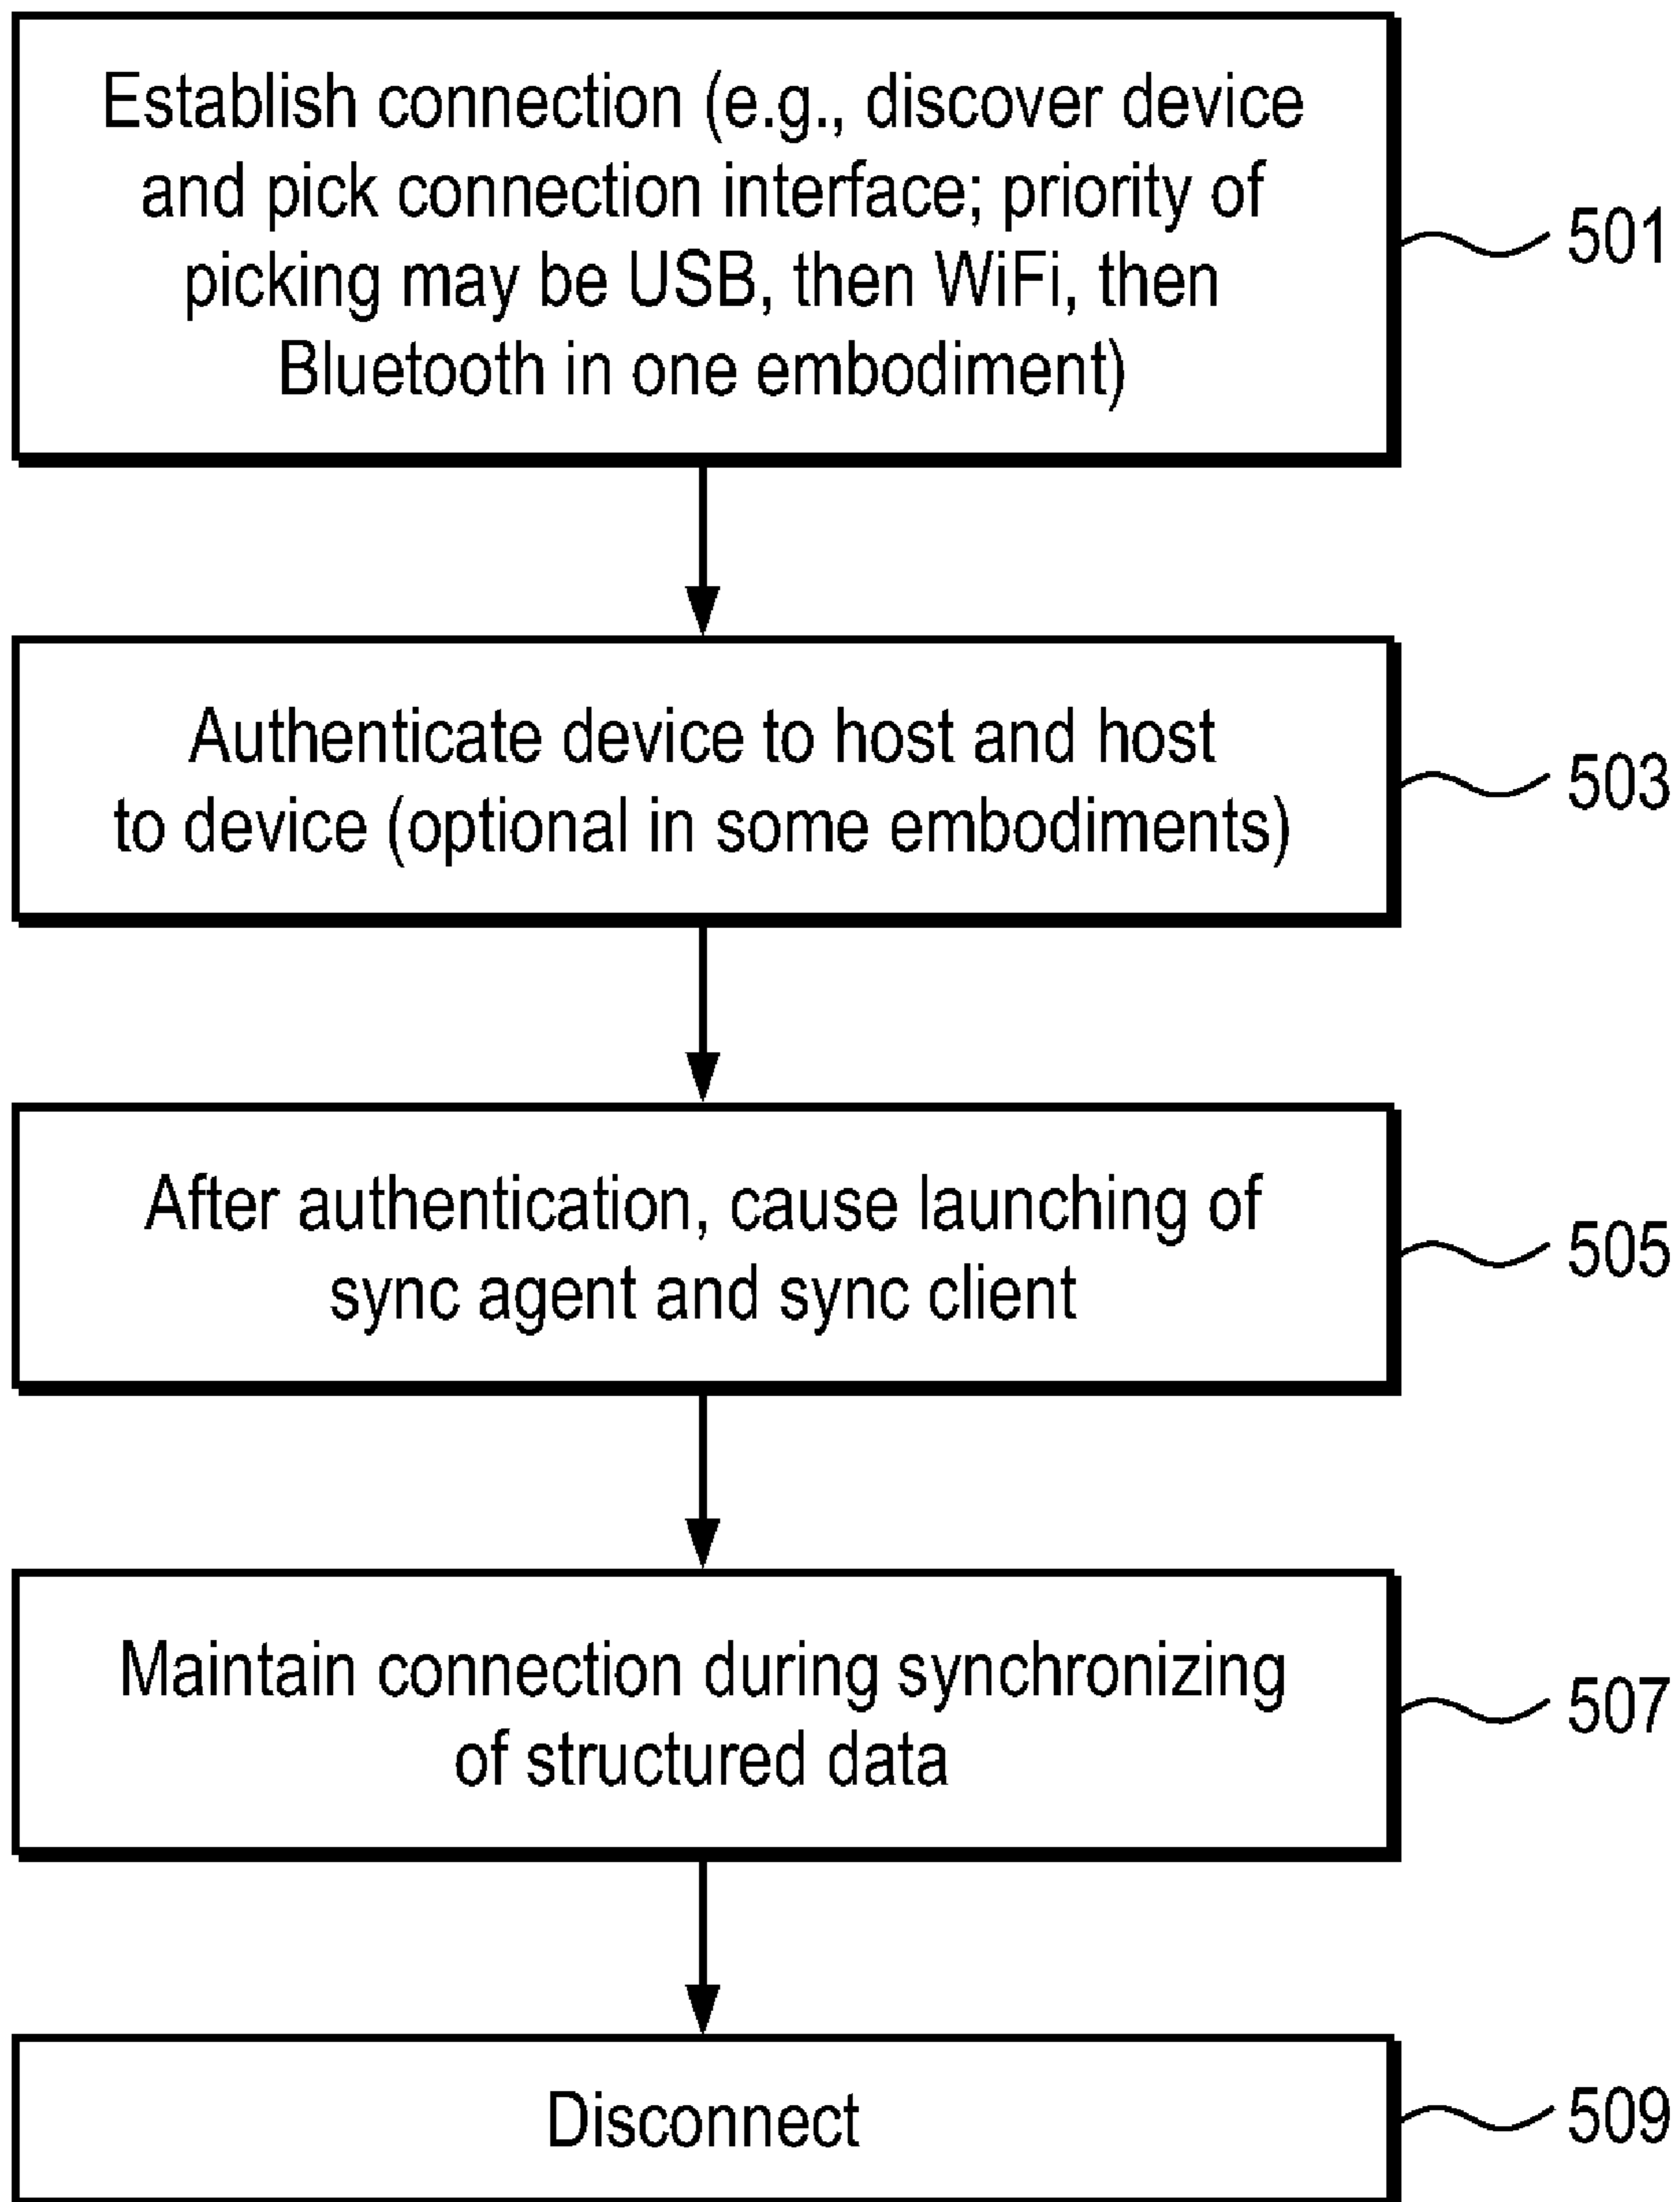 Establish connection (e.g., discover device
and pick connection interface; priority of
picking may be USB, then WiFi, then
Bluetooth in one embodiment)
501
Authenticate device to host and host
to device (optional in some embodiments)
503
After authentication, cause launching of
sync agent and sync client
505
Maintain connection during synchronizing
of structured data
507
Disconnect
509